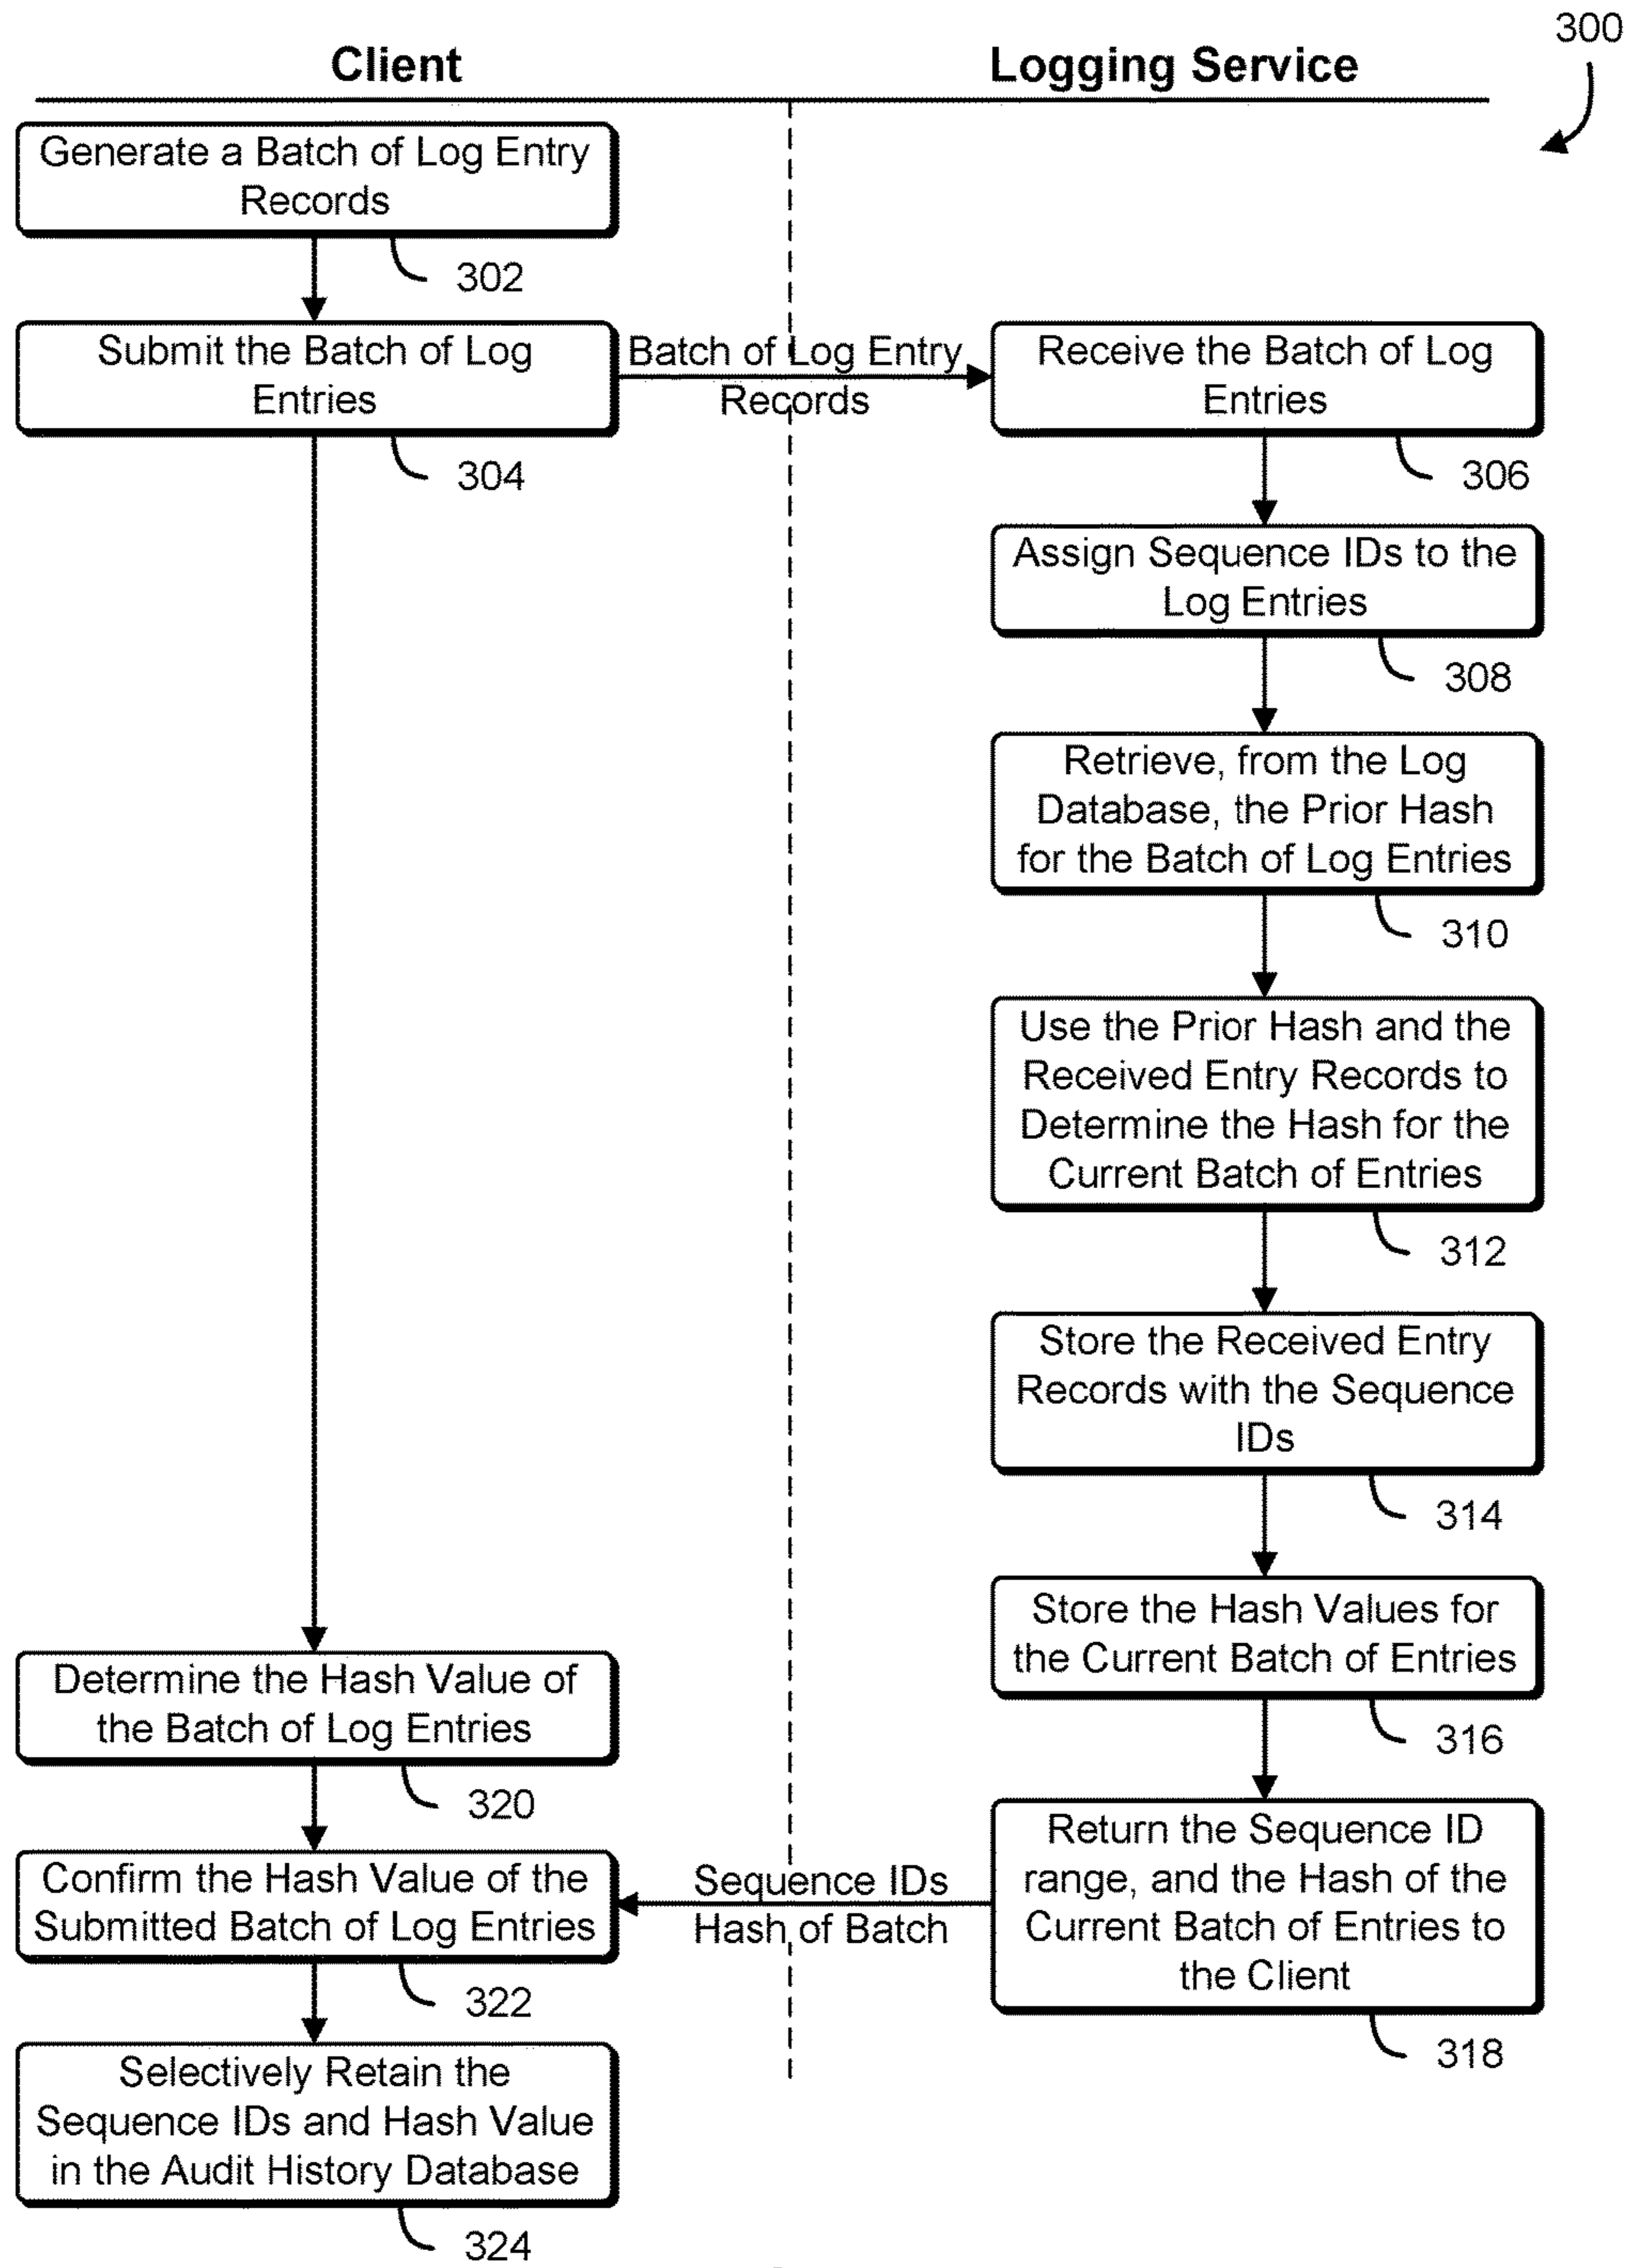 300
Client
Logging Service
Generate a Batch of Log Entry
Records
302
Submit the Batch of Log
Entries
304
Batch of Log Entry
Records
Receive the Batch of Log
Entries
306
Assign Sequence IDs to the
Log Entries
308
Retrieve, from the Log
Database, the Prior Hash
for the Batch of Log Entries
310
Use the Prior Hash and the
Received Entry Records to
Determine the Hash for the
Current Batch of Entries
312
Store the Received Entry
Records with the Sequence
IDs
314
Store the Hash Values for
the Current Batch of Entries
316
Return the Sequence ID
range, and the Hash of the
Current Batch of Entries to
the Client
318
Sequence IDs
Hash of Batch
Determine the Hash Value of
the Batch of Log Entries
320
Confirm the Hash Value of the
Submitted Batch of Log Entries
322
Selectively Retain the
Sequence IDs and Hash Value
in the Audit History Database
324